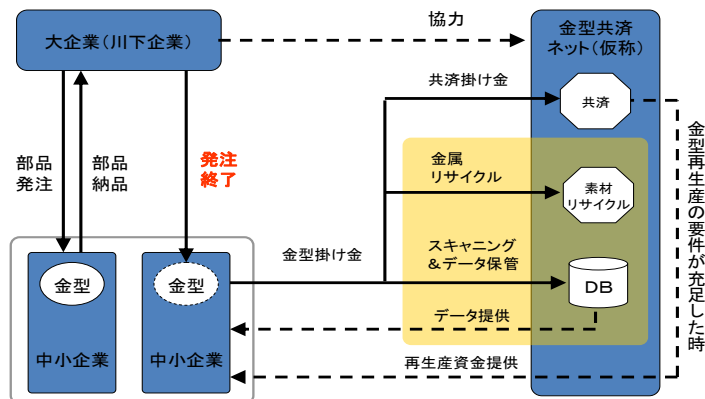 大企業（川下企業）
協力
金型共済
ネット（仮称）
共済掛け金
共済
部品
発注
部品
納品
発注
終了
金属
リサイクル
素材
リサイクル
金型掛け金
スキャニング
＆データ保管
金型
金型
DB
データ提供
中小企業
中小企業
再生産資金提供
金型再生産の要件が充足した時